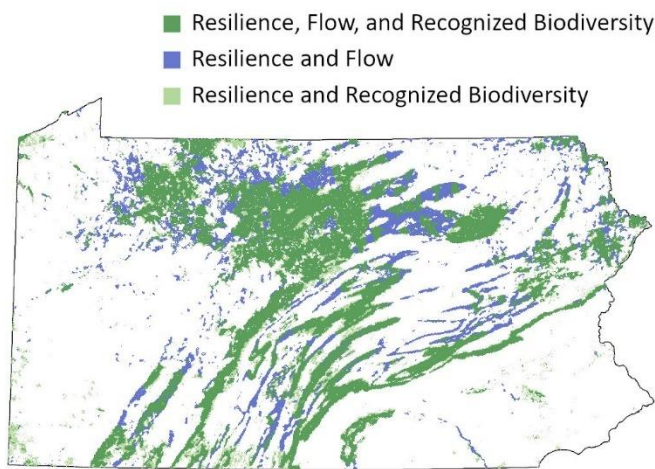 Resilience, Flow, and Recognized Biodiversity
Resilience and Flow
Resilience and Recognized Biodiversity